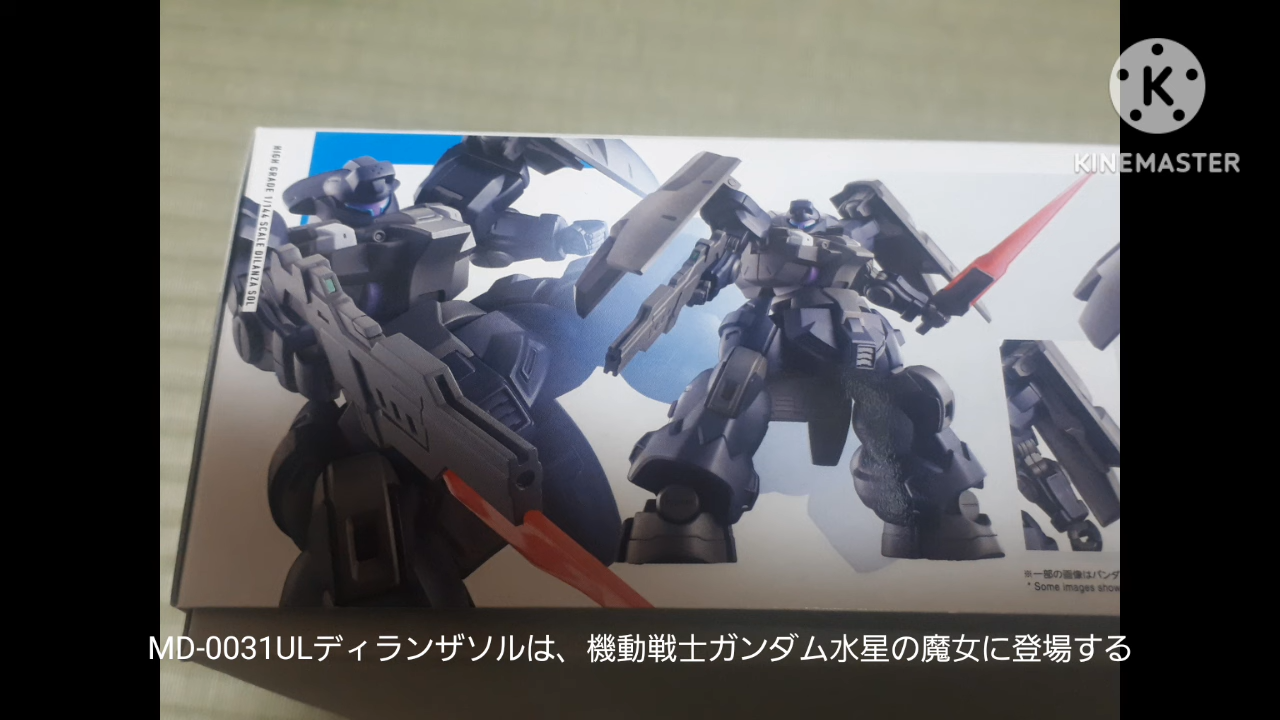 KINEMASTER
HIGH GRADE 1/144 SCALE DILANZA SOL
※一部の画像はバンダ
* Some images show
MD-0031ULディランザソルは、機動戦士ガンダム水星の魔女に登場する